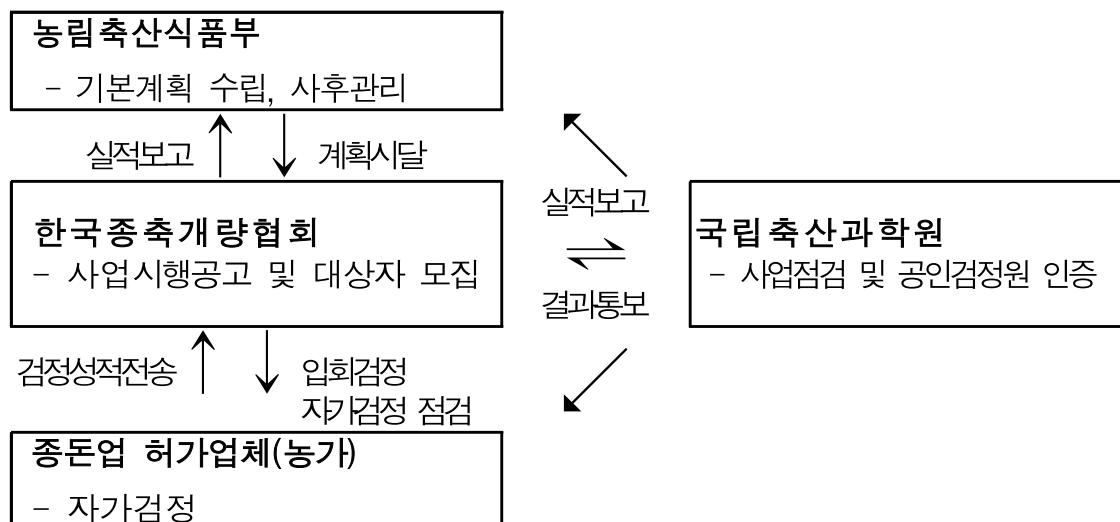 농림축산식품부
- 기본계획 수립, 사후관리
실적보고
계획시달
한국종축개량협회
- 사업시행공고 및 대상자 모집
실적보고
결과통보
국립축산과학원
- 사업점검 및 공인검정원 인증
검정성적전송
입회검정
자가검정 점검
종돈업 허가업체(농가)
- 자가검정